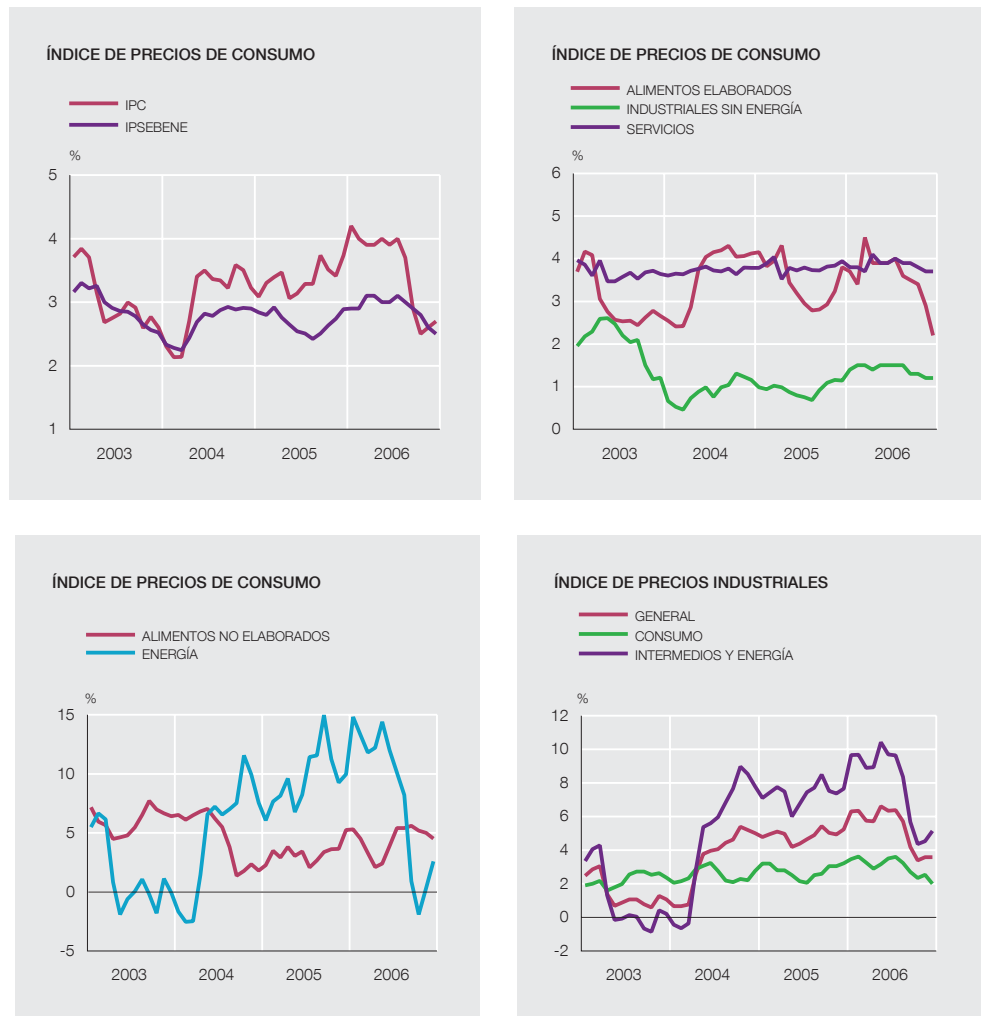 ÍNDICE DE PRECIOS DE CONSUMO
IPC
IPSEBENE
%
5
4
3
2
1
2003 2004 2005 2006
ÍNDICE DE PRECIOS DE CONSUMO
ALIMENTOS ELABORADOS
INDUSTRIALES SIN ENERGÍA
SERVICIOS
%
6
5
4
3
2
1
0
2003 2004 2005 2006
ÍNDICE DE PRECIOS DE CONSUMO
ALIMENTOS NO ELABORADOS
ENERGÍA
%
15
10
5
0
-5
2003 2004 2005 2006
ÍNDICE DE PRECIOS INDUSTRIALES
GENERAL
CONSUMO
INTERMEDIOS Y ENERGÍA
%
12
10
8
6
4
2
0
-2
2003 2004 2005 2006